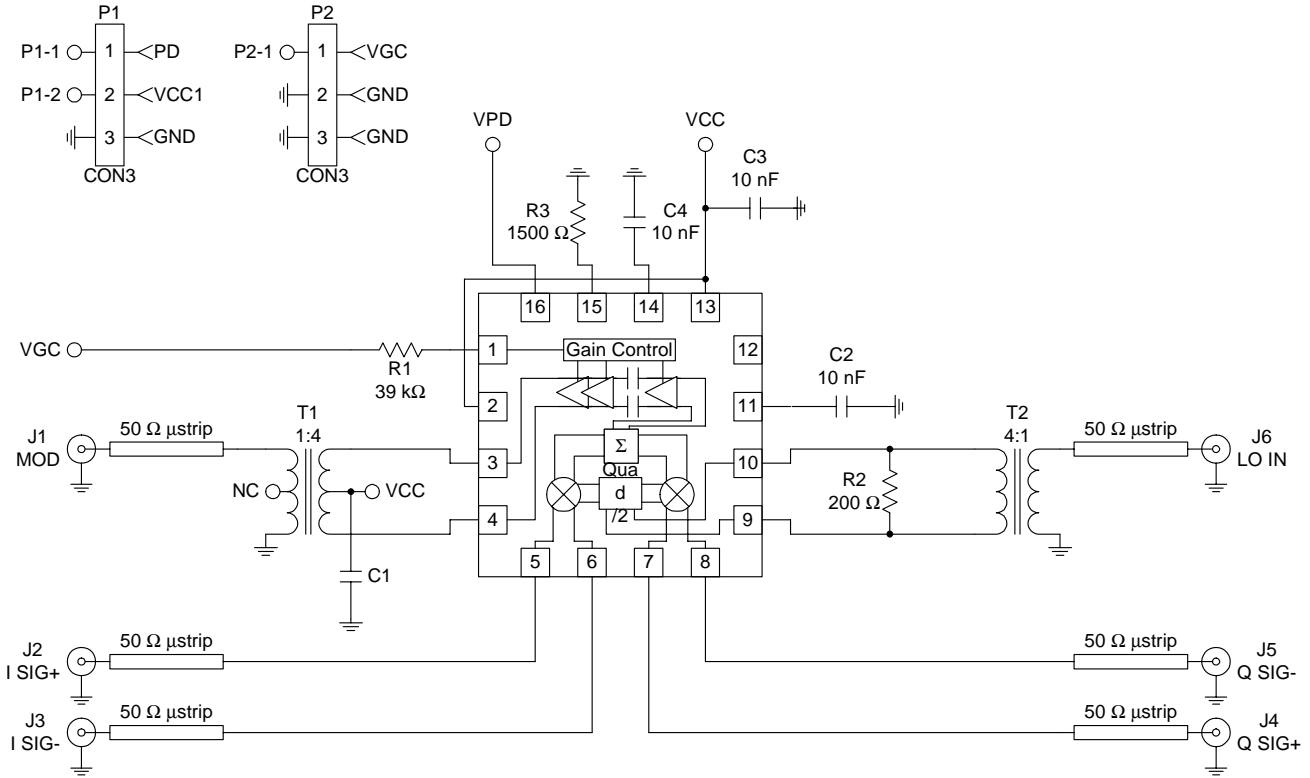 P1
P1-1
1
PD
P1-2
2
VCC1
3
GND
CON3
P2
P2-1
1
VGC
2
GND
3
GND
CON3
VPD
VCC
C3
10 nF
R3
1500 Ω
C4
10 nF
16
15
14
13
VGC
R1
39 kΩ
1
Gain Control
12
C2
10 nF
2
11
J1
MOD
50 Ω µstrip
T1
1:4
NC
VCC
C1
3
Σ
10
Qua
d
/2
4
9
R2
200 Ω
T2
4:1
50 Ω µstrip
J6
LO IN
5
6
7
8
J2
I SIG+
50 Ω µstrip
50 Ω µstrip
J5
Q SIG-
J3
I SIG-
50 Ω µstrip
50 Ω µstrip
J4
Q SIG+